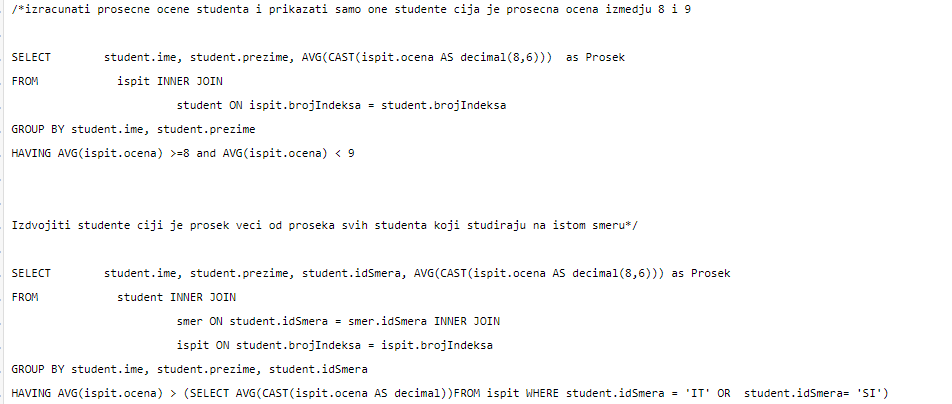 /*izracunati prosecne ocene studenta i prikazati samo one studente cija je prosecna ocena izmedju 8 i 9
SELECT student.ime, student.prezime, AVG(CAST(ispit.ocena AS decimal(8,6))) as Prosek
FROM ispit INNER JOIN
student ON ispit.brojIndeksa = student.brojIndeksa
GROUP BY student.ime, student.prezime
HAVING AVG(ispit.ocena) >=8 and AVG(ispit.ocena) < 9
Izdvojiti studente ciji je prosek veci od proseka svih studenta koji studiraju na istom smeru*/
SELECT student.ime, student.prezime, student.idSmera, AVG(CAST(ispit.ocena AS decimal(8,6))) as Prosek
FROM student INNER JOIN
smer ON student.idSmera = smer.idSmera INNER JOIN
ispit ON student.brojIndeksa = ispit.brojIndeksa
GROUP BY student.ime, student.prezime, student.idSmera
HAVING AVG(ispit.ocena) > (SELECT AVG(CAST(ispit.ocena AS decimal))FROM ispit WHERE student.idSmera = 'IT' OR student.idSmera= 'SI')